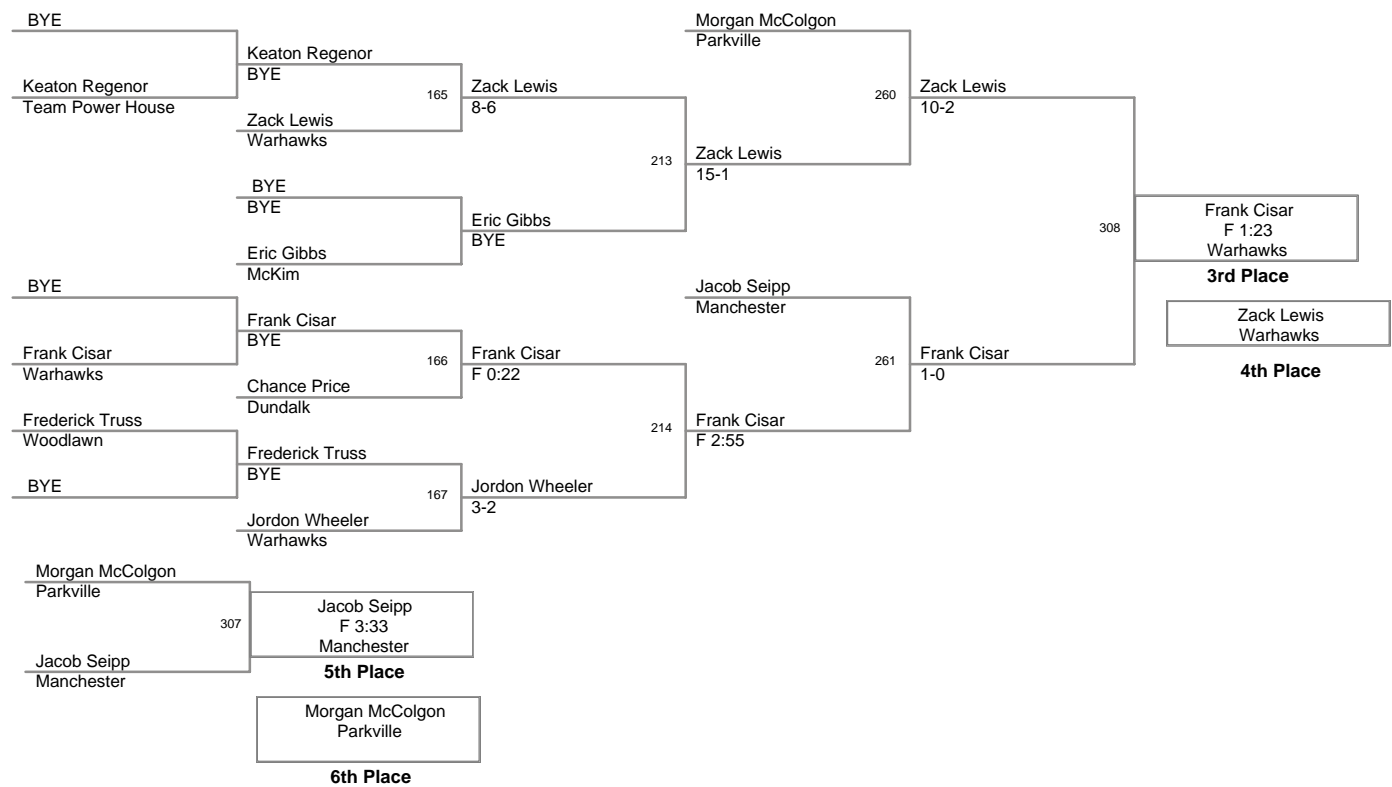 BYE
Morgan McColgon
Parkville
Keaton Regenor
BYE
Keaton Regenor
Team Power House
165
Zack Lewis
8-6
260
Zack Lewis
10-2
Zack Lewis
Warhawks
213
Zack Lewis
15-1
BYE
BYE
Eric Gibbs
BYE
308
Frank Cisar
F 1:23
Warhawks
3rd Place
Eric Gibbs
McKim
BYE
Jacob Seipp
Manchester
Zack Lewis
Warhawks
4th Place
Frank Cisar
BYE
Frank Cisar
Warhawks
166
Frank Cisar
F 0:22
261
Frank Cisar
1-0
Chance Price
Dundalk
Frederick Truss
Woodlawn
214
Frank Cisar
F 2:55
Frederick Truss
BYE
BYE
167
Jordon Wheeler
3-2
Jordon Wheeler
Warhawks
Morgan McColgon
Parkville
307
Jacob Seipp
F 3:33
Manchester
5th Place
Jacob Seipp
Manchester
Morgan McColgon
Parkville
6th Place